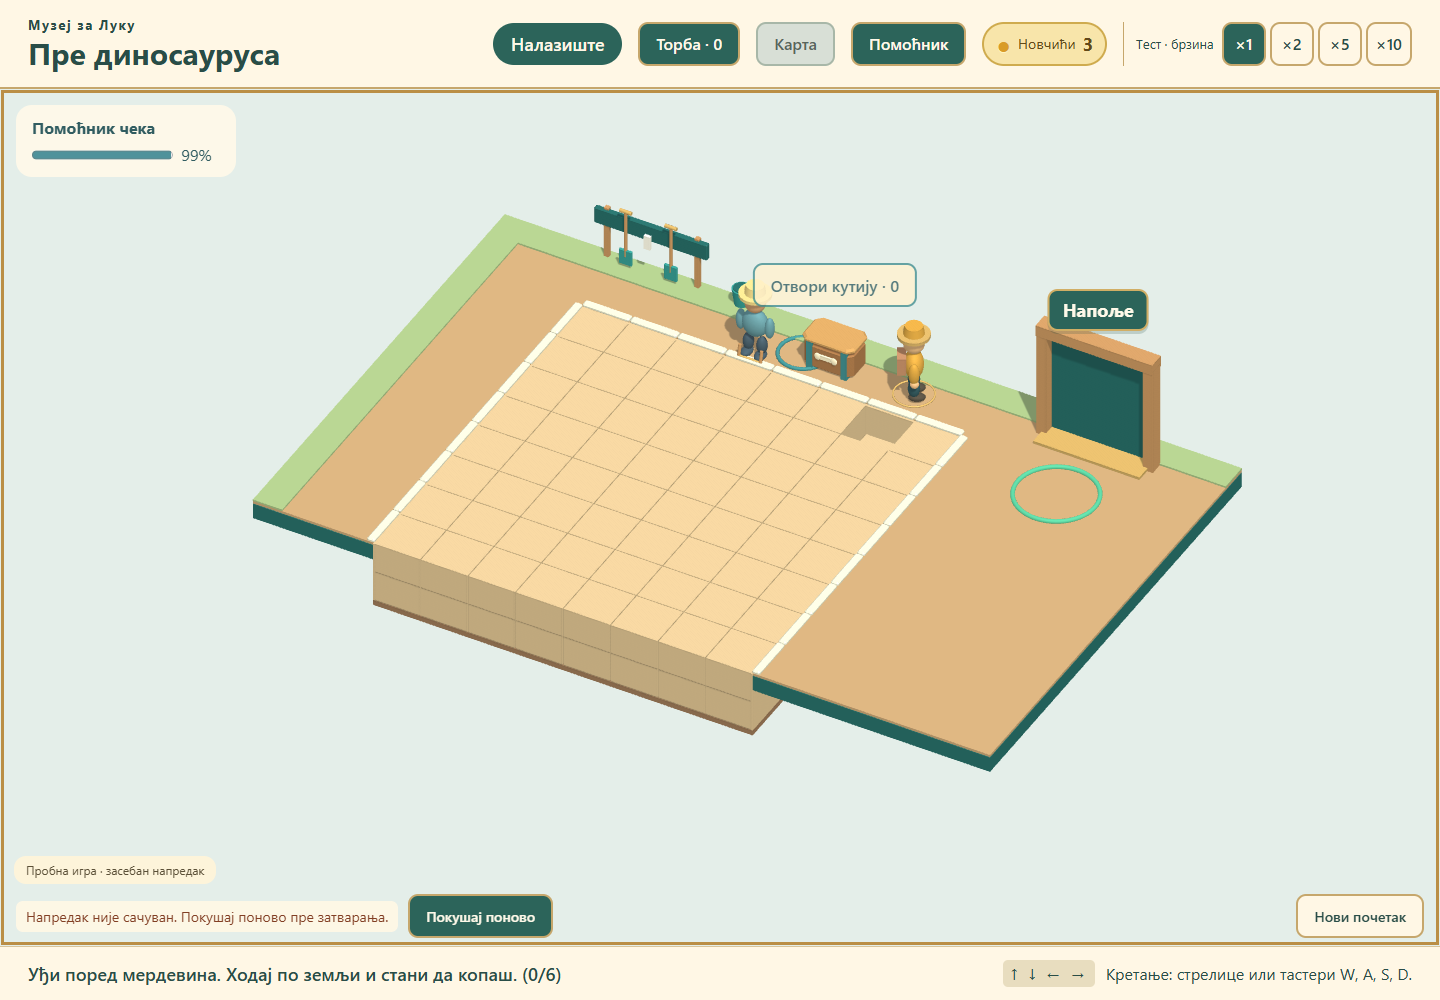 Музеј за Луку
Пре диносауруса
Налазиште
Торба · 0
Карта
Помоћник
Новчићи 3
Тест · брзина
×1
×2
×5
×10
Помоћник чека
99%
Отвори кутију · 0
Напоље
Пробна игра · засебан напредак
Напредак није сачуван. Покушај поново пре затварања.
Покушај поново
Нови почетак
Уђи поред мердевина. Ходај по земљи и стани да копаш. (0/6)
↑ ↓ ← → Кретање: стрелице или тастери W, A, S, D.